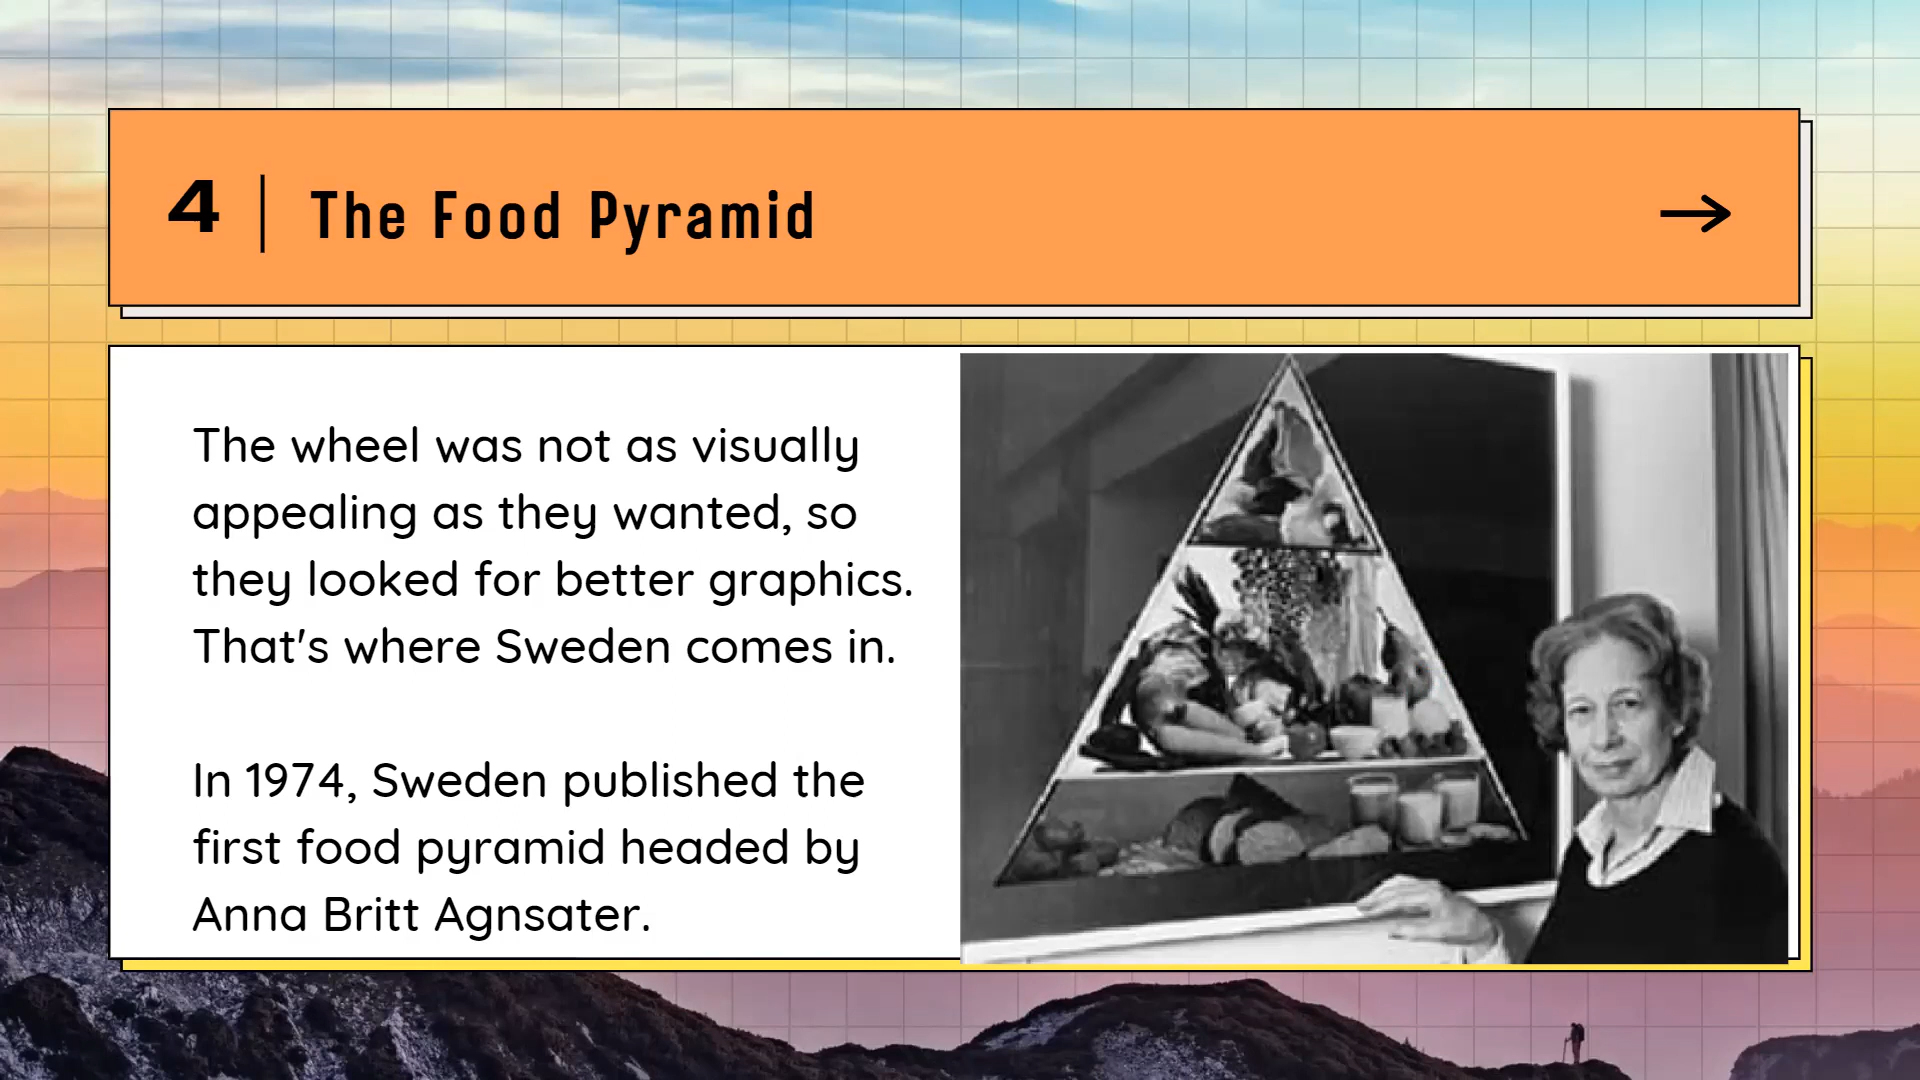 4 | The Food Pyramid
The wheel was not as visually
appealing as they wanted, so
they looked for better graphics.
That's where Sweden comes in.
In 1974, Sweden published the
first food pyramid headed by
Anna Britt Agnsater.